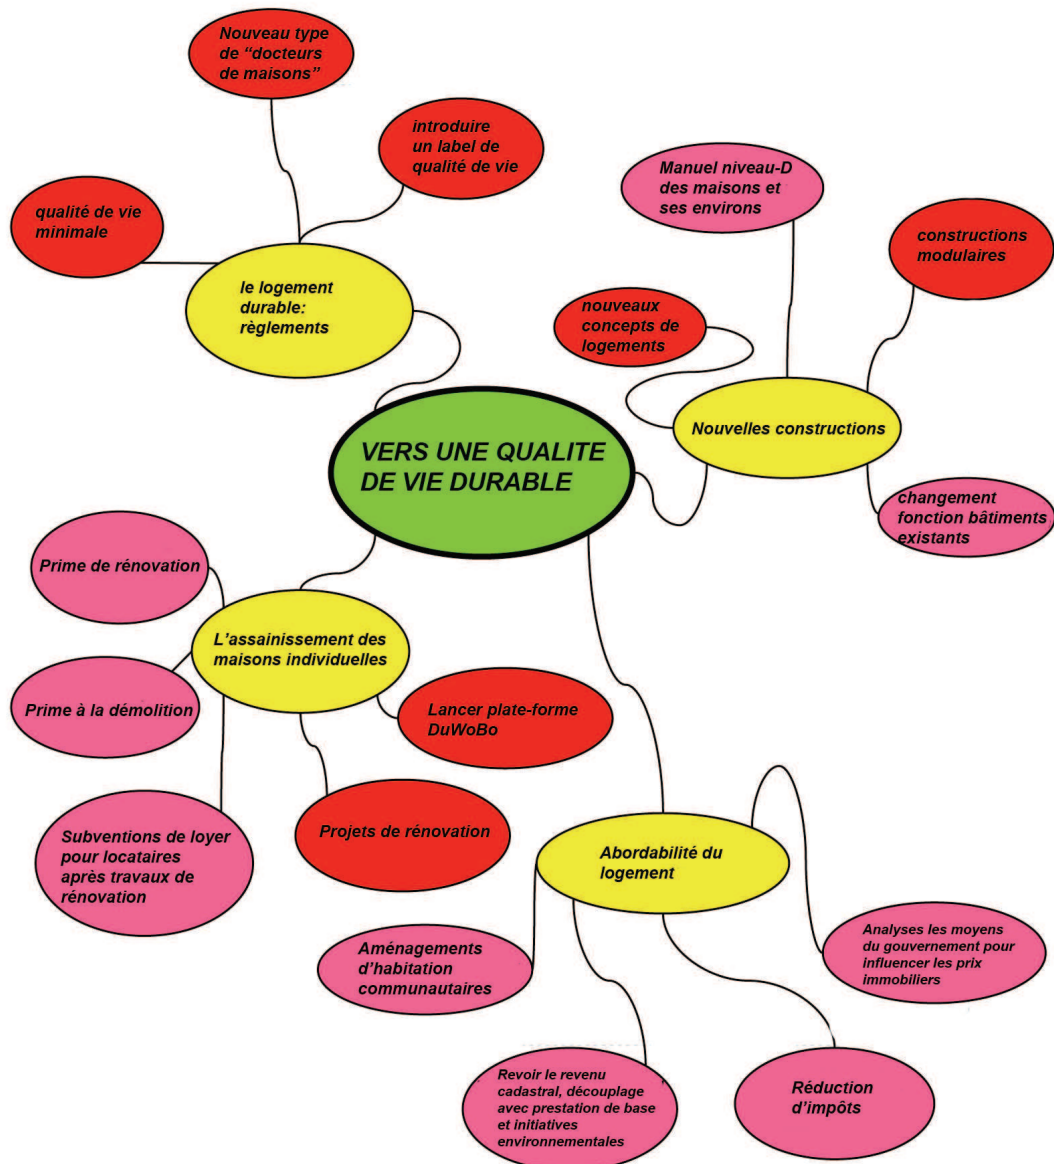 Nouveau type
de “docteurs
de maisons”
introduire
un label de
qualité de vie
qualité de vie
minimale
le logement
durable:
règlements
Manuel niveau-D
des maisons et
ses environs
constructions
modulaires
nouveaux
concepts de
logements
Nouvelles constructions
changement
fonction bâtiments
existants
VERS UNE QUALITE
DE VIE DURABLE
Prime de rénovation
L’assainissement des
maisons individuelles
Prime à la démolition
Lancer plate-forme
DuWoBo
Subventions de loyer
pour locataires
après travaux de
rénovation
Projets de rénovation
Abordabilité du
logement
Aménagements
d’habitation
communautaires
Analyses les moyens
du gouvernement pour
influencer les prix
immobiliers
Revoir le revenu
cadastral, découplage
avec prestation de base
et initiatives
environnementales
Réduction
d’impôts